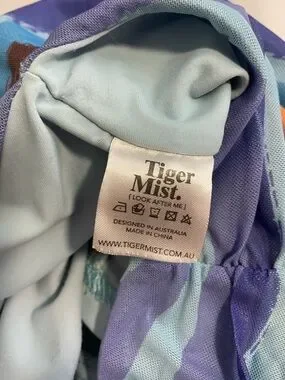 Tiger
Mist.
[ LOOK AFTER ME ]
DESIGNED IN AUSTRALIA
MADE IN CHINA
WWW.TIGERMIST.COM.AU